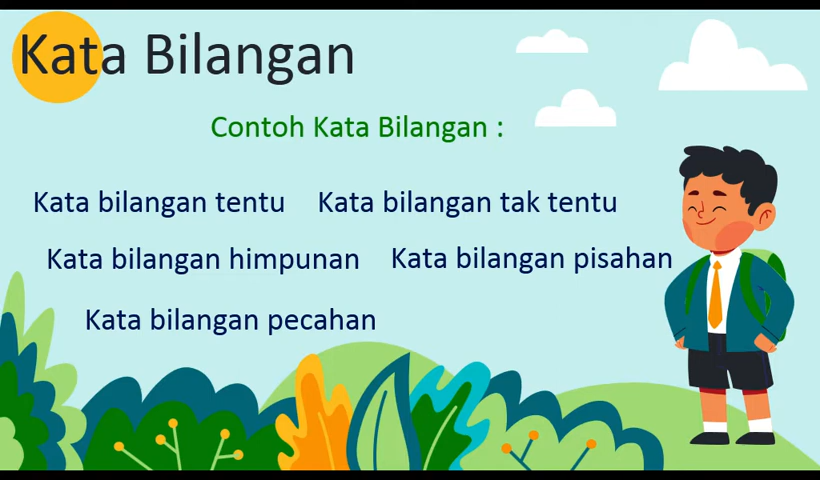 Kata Bilangan
Contoh Kata Bilangan :
Kata bilangan tentu Kata bilangan tak tentu
Kata bilangan himpunan Kata bilangan pisahan
Kata bilangan pecahan